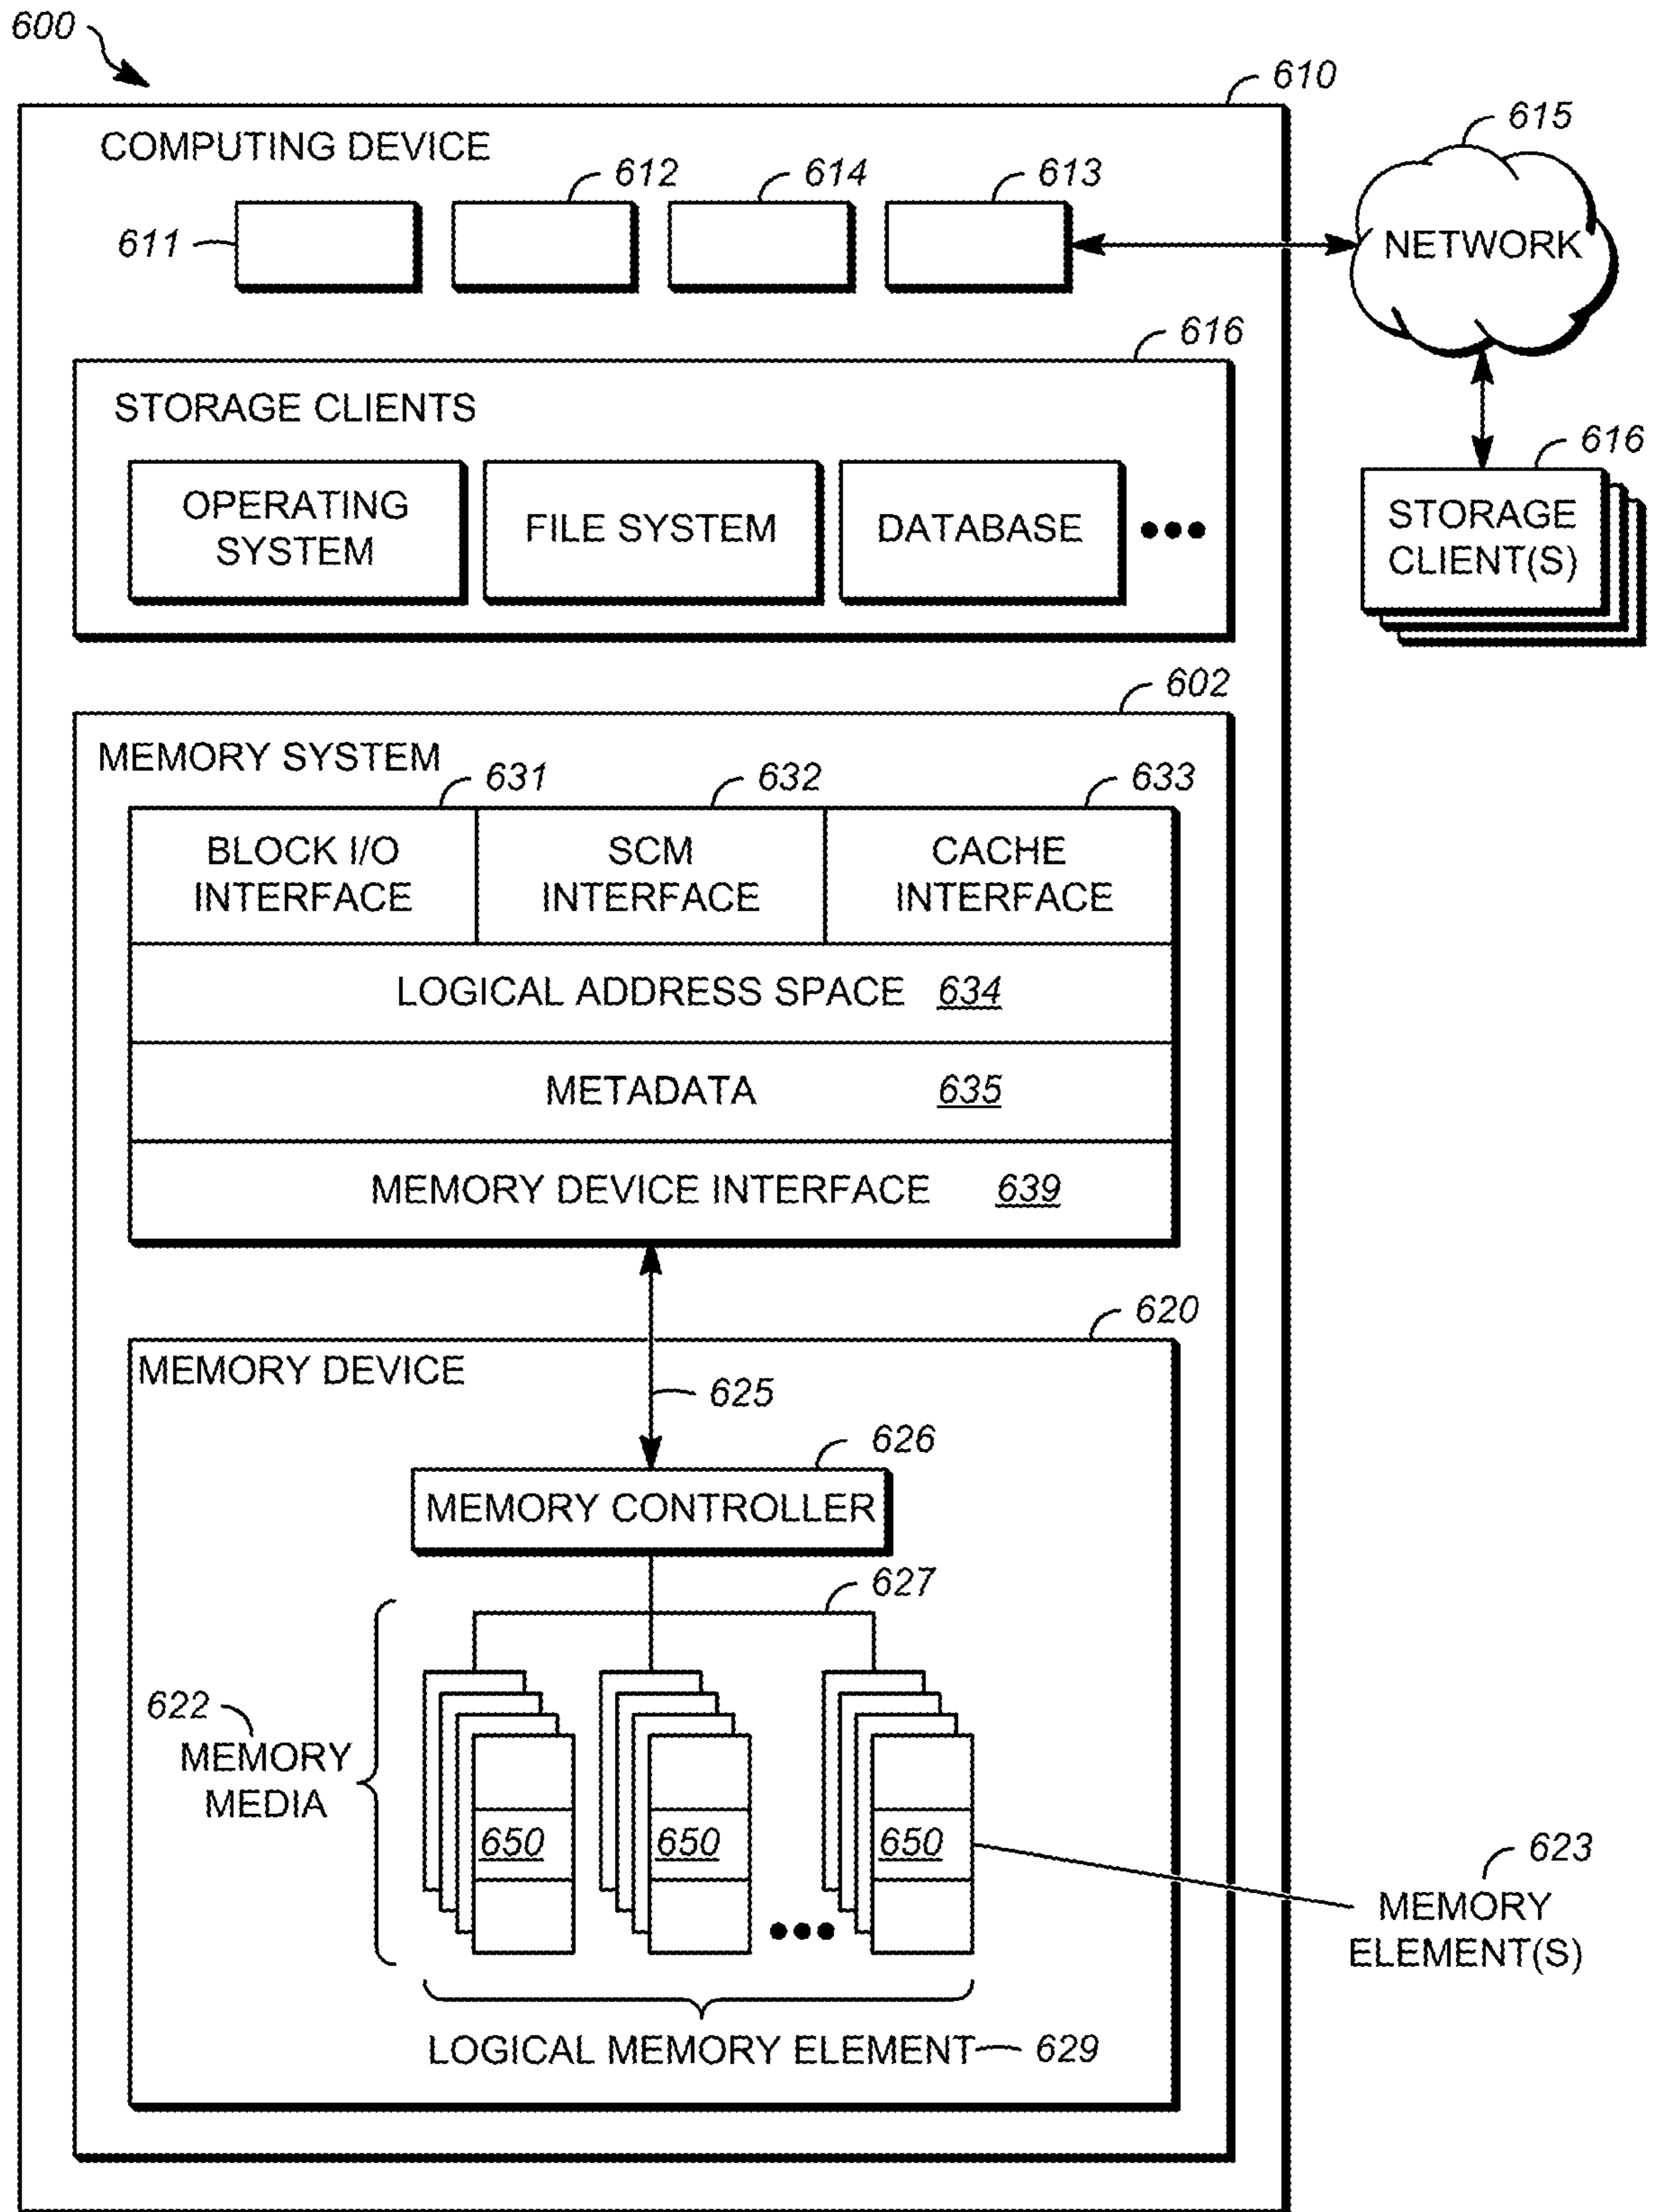 600
610
COMPUTING DEVICE
615
612
614
613
611
NETWORK
616
STORAGE CLIENTS
616
OPERATING
SYSTEM
FILE SYSTEM
DATABASE
•••
STORAGE
CLIENT(S)
602
MEMORY SYSTEM
631
632
633
BLOCK I/O
INTERFACE
SCM
INTERFACE
CACHE
INTERFACE
LOGICAL ADDRESS SPACE 634
METADATA 635
MEMORY DEVICE INTERFACE 639
620
MEMORY DEVICE
625
626
MEMORY CONTROLLER
627
622
MEMORY
MEDIA
650
650
650
•••
623
MEMORY
ELEMENT(S)
LOGICAL MEMORY ELEMENT 629